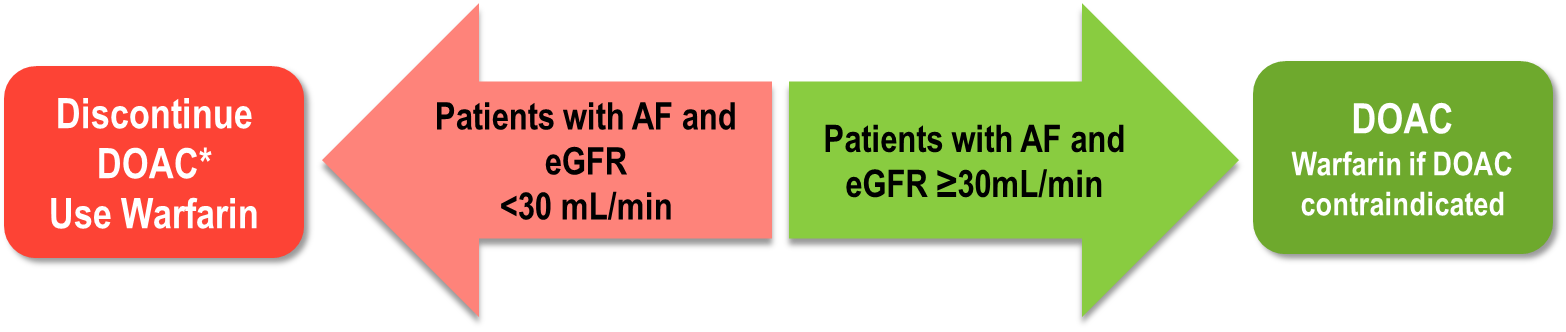 Discontinue
DOAC*
Use Warfarin
Patients with AF and
eGFR
<30 mL/min
Patients with AF and
eGFR ≥30mL/min
DOAC
Warfarin if DOAC
contraindicated